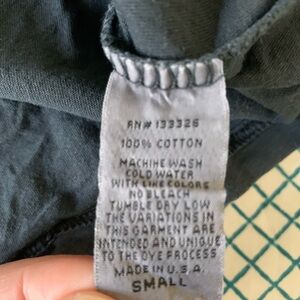 RN# 133326
100% COTTON
MACHINE WASH
COLD WATER
WITH LIKE COLORS
NO BLEACH
TUMBLE DRY LOW
THE VARIATIONS IN
THIS GARMENT ARE
INTENDED AND UNIQUE
TO THE DYE PROCESS
MADE IN U.S.A.
SMALL